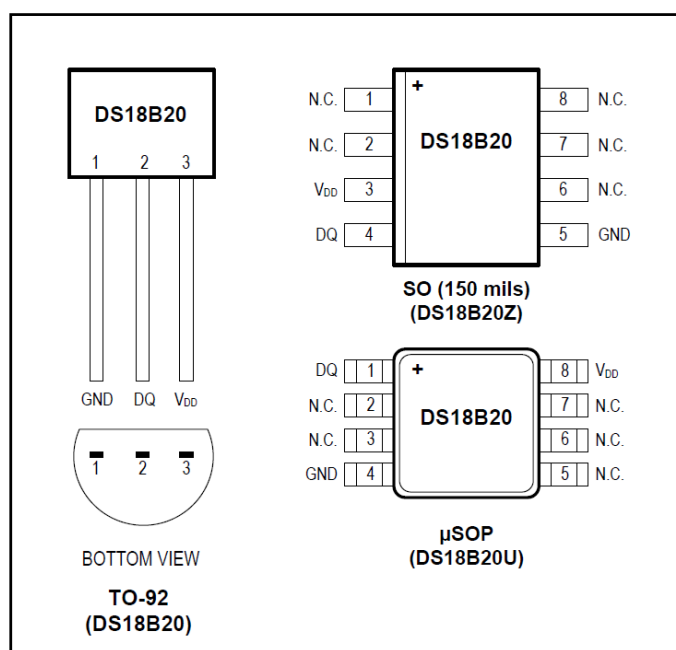 DS18B20
1 2 3
GND DQ VDD
1 2 3
BOTTOM VIEW
TO-92
(DS18B20)
+
N.C. 1 8 N.C.
N.C. 2 DS18B20 7 N.C.
VDD 3 6 N.C.
DQ 4 5 GND
SO (150 mils)
(DS18B20Z)
DQ 1 + 8 VDD
N.C. 2 DS18B20 7 N.C.
N.C. 3 6 N.C.
GND 4 5 N.C.
µSOP
(DS18B20U)